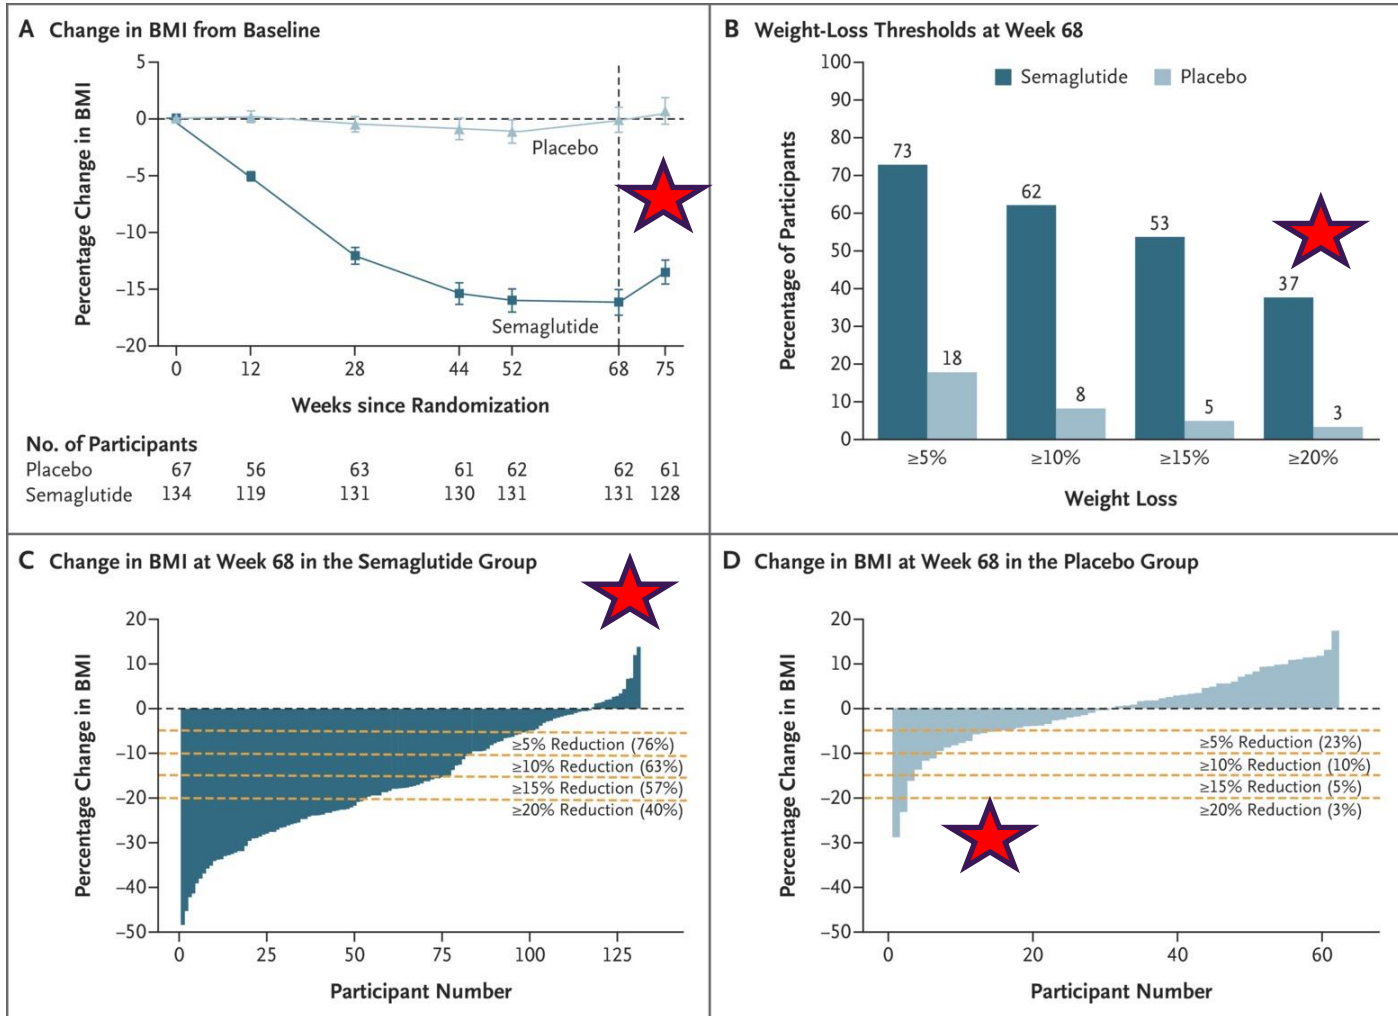 A Change in BMI from Baseline
Percentage Change in BMI
5
0
–5
–10
–15
–20
Placebo
Semaglutide
0 12 28 44 52 68 75
Weeks since Randomization
No. of Participants
Placebo 67 56 63 61 62 62 61
Semaglutide 134 119 131 130 131 131 128
B Weight-Loss Thresholds at Week 68
Semaglutide Placebo
Percentage of Participants
100
90
80
70
60
50
40
30
20
10
0
73
18
62
8
53
5
37
3
≥5% ≥10% ≥15% ≥20%
Weight Loss
C Change in BMI at Week 68 in the Semaglutide Group
Percentage Change in BMI
20
10
0
–10
–20
–30
–40
–50
≥5% Reduction (76%)
≥10% Reduction (63%)
≥15% Reduction (57%)
≥20% Reduction (40%)
0 25 50 75 100 125
Participant Number
D Change in BMI at Week 68 in the Placebo Group
Percentage Change in BMI
20
10
0
–10
–20
–30
–40
–50
≥5% Reduction (23%)
≥10% Reduction (10%)
≥15% Reduction (5%)
≥20% Reduction (3%)
0 20 40 60
Participant Number